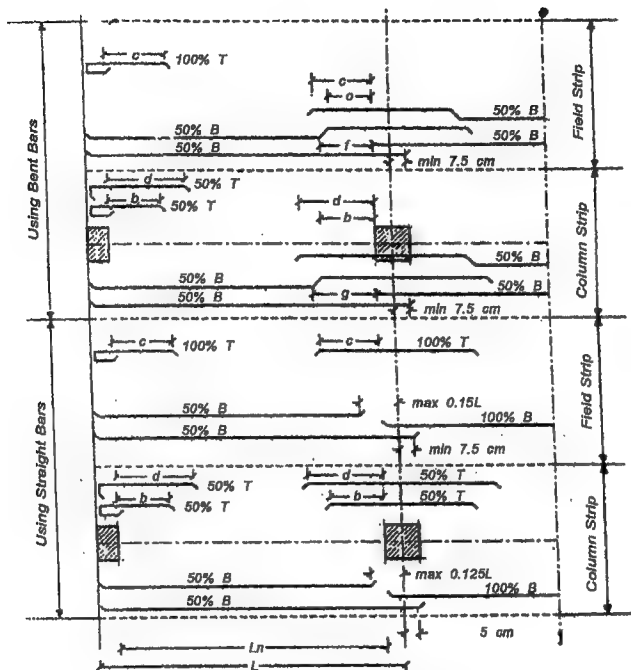 c 100% T
c
o
50% B
50% B
f
50% B
50% B
min 7.5 cm
d 50% T
b 50% T
d
b
50% B
50% B
g
50% B
50% B
min 7.5 cm
c 100% T
c 100% T
max 0.15L
50% B
100% B
50% B
min 7.5 cm
d 50% T
b 50% T
d 50% T
b 50% T
max 0.125L
50% B
100% B
50% B
5 cm
Ln
L
Using Bent Bars
Using Streight Bars
Field Strip
Column Strip
Field Strip
Column Strip